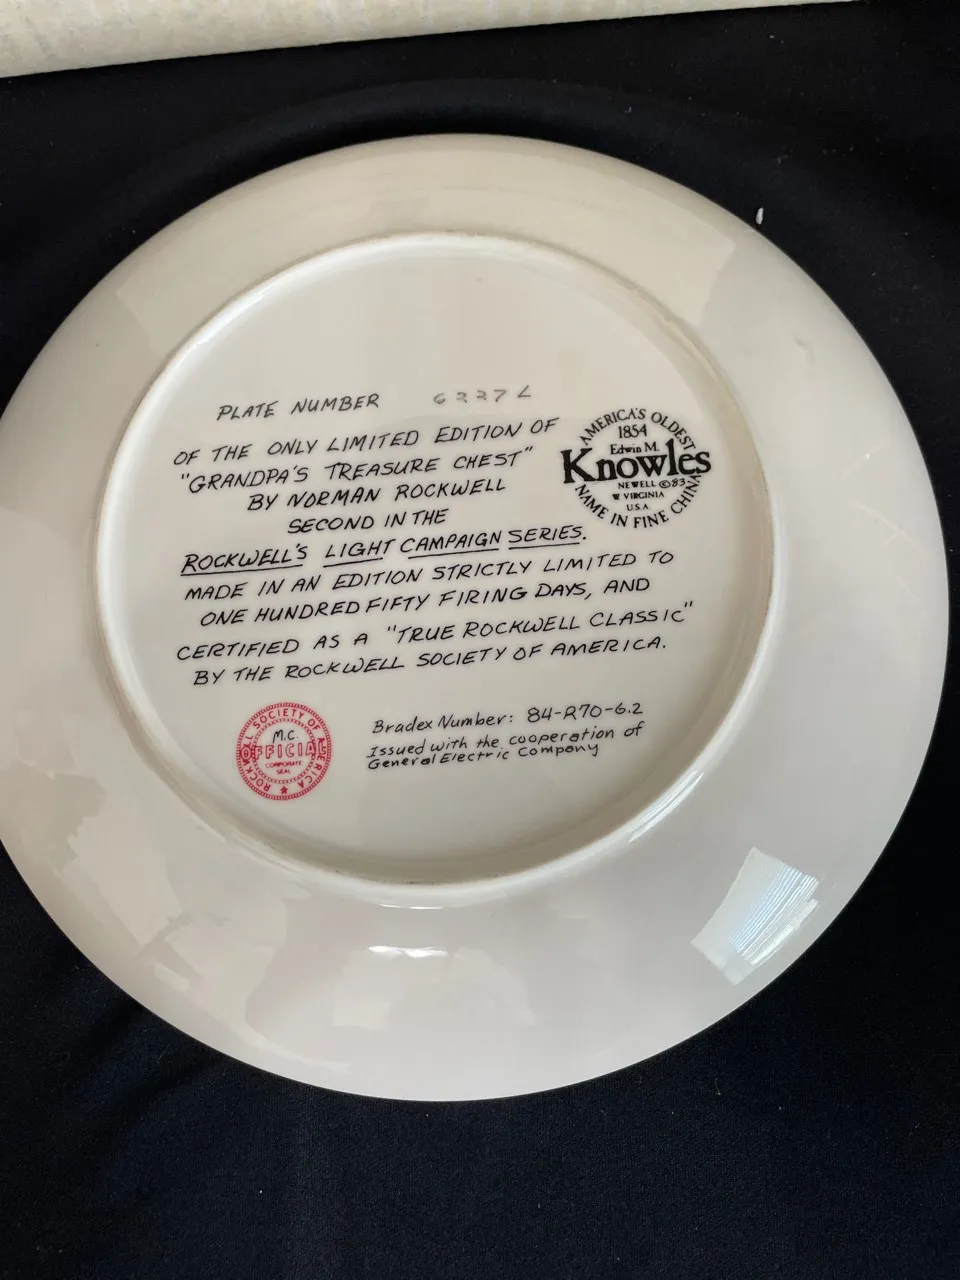 PLATE NUMBER 6337L
OF THE ONLY LIMITED EDITION OF
"GRANDPA'S TREASURE CHEST"
BY NORMAN ROCKWELL
SECOND IN THE
ROCKWELL'S LIGHT CAMPAIGN SERIES.
MADE IN AN EDITION STRICTLY LIMITED TO
ONE HUNDRED FIFTY FIRING DAYS, AND
CERTIFIED AS A "TRUE ROCKWELL CLASSIC"
BY THE ROCKWELL SOCIETY OF AMERICA.
AMERICA'S OLDEST
1854
Edwin M.
Knowles
NEWELL ©83
W VIRGINIA
U.S.A
NAME IN FINE CHINA
ROCKWELL SOCIETY OF AMERICA
M.C.
OFFICIAL
CORPORATE
SEAL
Bradex Number: 84-R70-6.2
Issued with the cooperation of
General Electric Company